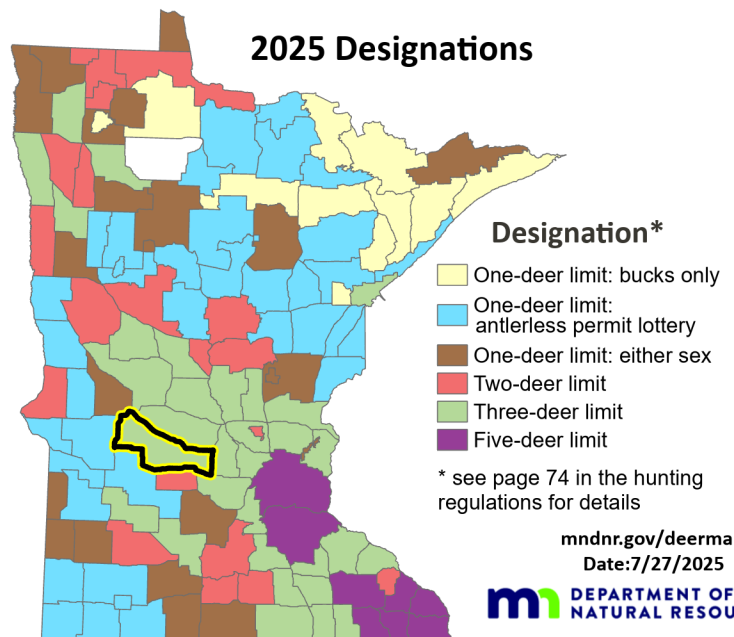 2025 Designations
Designation*
One-deer limit: bucks only
One-deer limit:
antlerless permit lottery
One-deer limit: either sex
Two-deer limit
Three-deer limit
Five-deer limit
* see page 74 in the hunting
regulations for details
mndnr.gov/deerma
Date:7/27/2025
mn DEPARTMENT OF
NATURAL RESOU